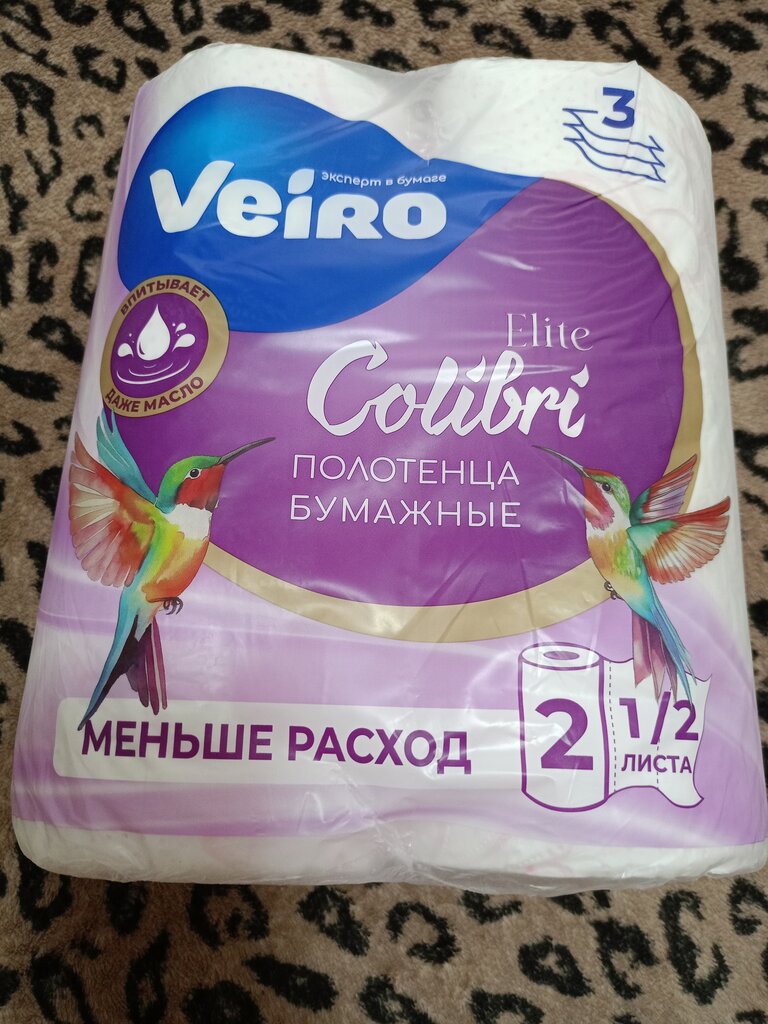 3
эксперт в бумаге
Veiro
ВПИТЫВАЕТ
ДАЖЕ МАСЛО
Elite
Colibri
ПОЛОТЕНЦА
БУМАЖНЫЕ
МЕНЬШЕ РАСХОД
2
1/2
ЛИСТА